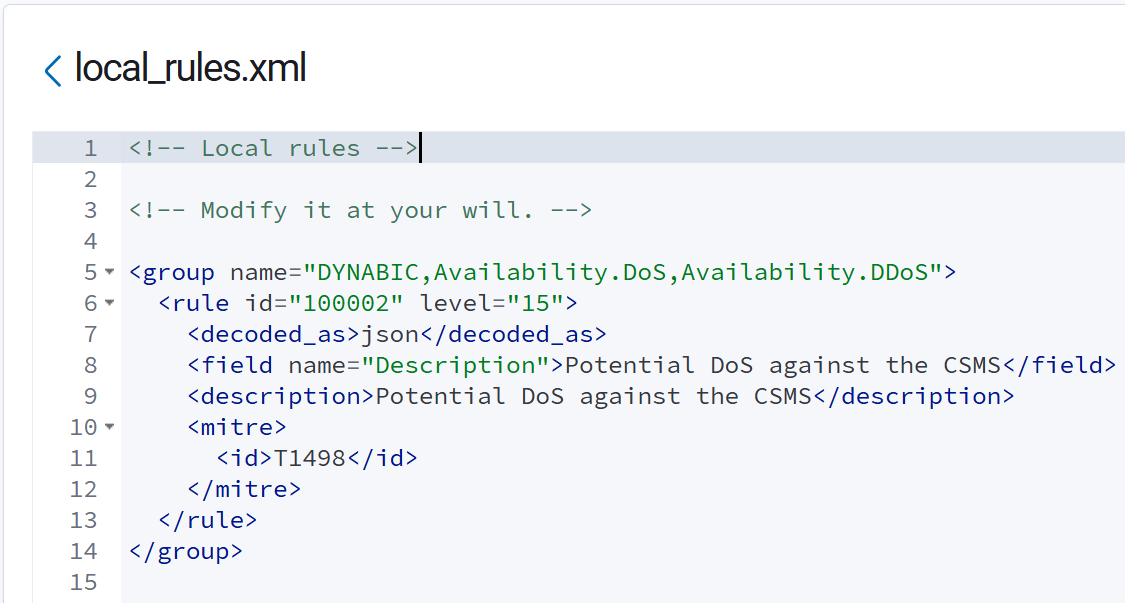 local_rules.xml
1 <!-- Local rules -->
2
3 <!-- Modify it at your will. -->
4
5 <group name="DYNABIC,Availability.DoS,Availability.DDoS">
6 <rule id="100002" level="15">
7 <decoded_as>json</decoded_as>
8 <field name="Description">Potential DoS against the CSMS</field>
9 <description>Potential DoS against the CSMS</description>
10 <mitre>
11 <id>T1498</id>
12 </mitre>
13 </rule>
14 </group>
15